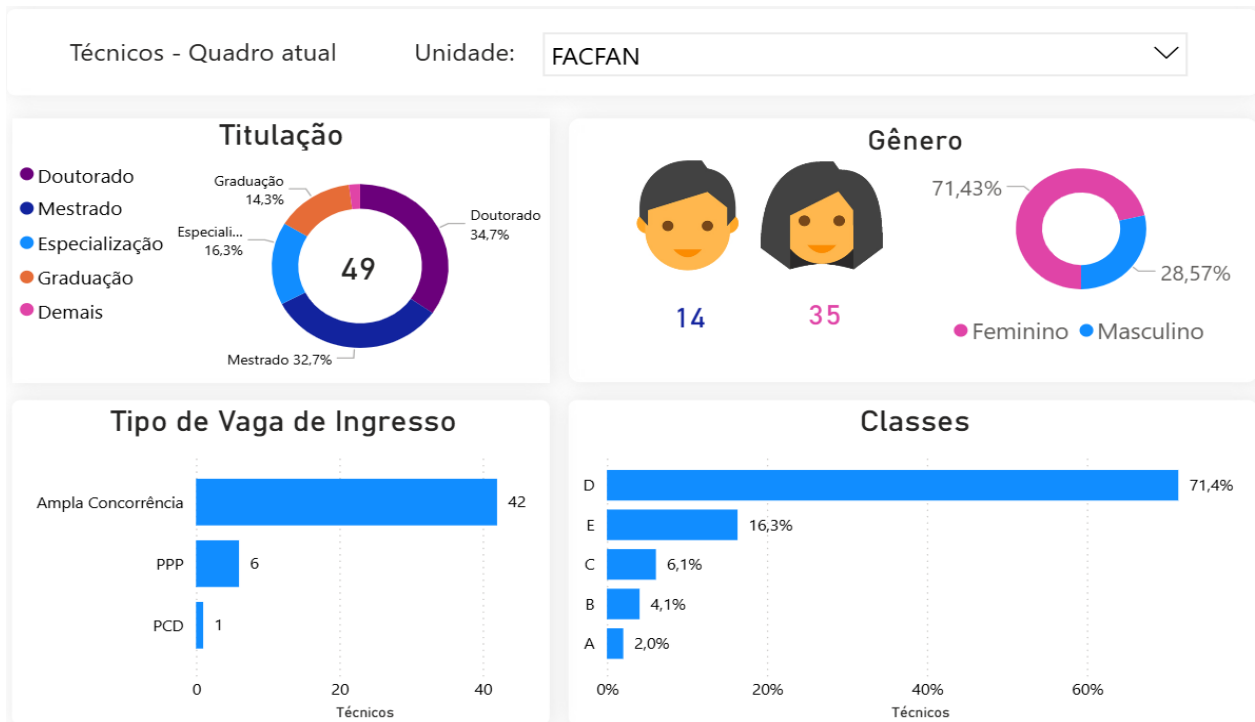 Técnicos - Quadro atual
Unidade:
FACFAN
Titulação
Doutorado
Mestrado
Especialização
Graduação
Demais
Graduação
14,3%
Especiali...
16,3%
Doutorado
34,7%
49
Mestrado 32,7%
Gênero
14
35
71,43%
28,57%
Feminino
Masculino
Tipo de Vaga de Ingresso
Ampla Concorrência
42
PPP
6
PCD
1
0
20
40
Técnicos
Classes
D
71,4%
E
16,3%
C
6,1%
B
4,1%
A
2,0%
0%
20%
40%
60%
Técnicos